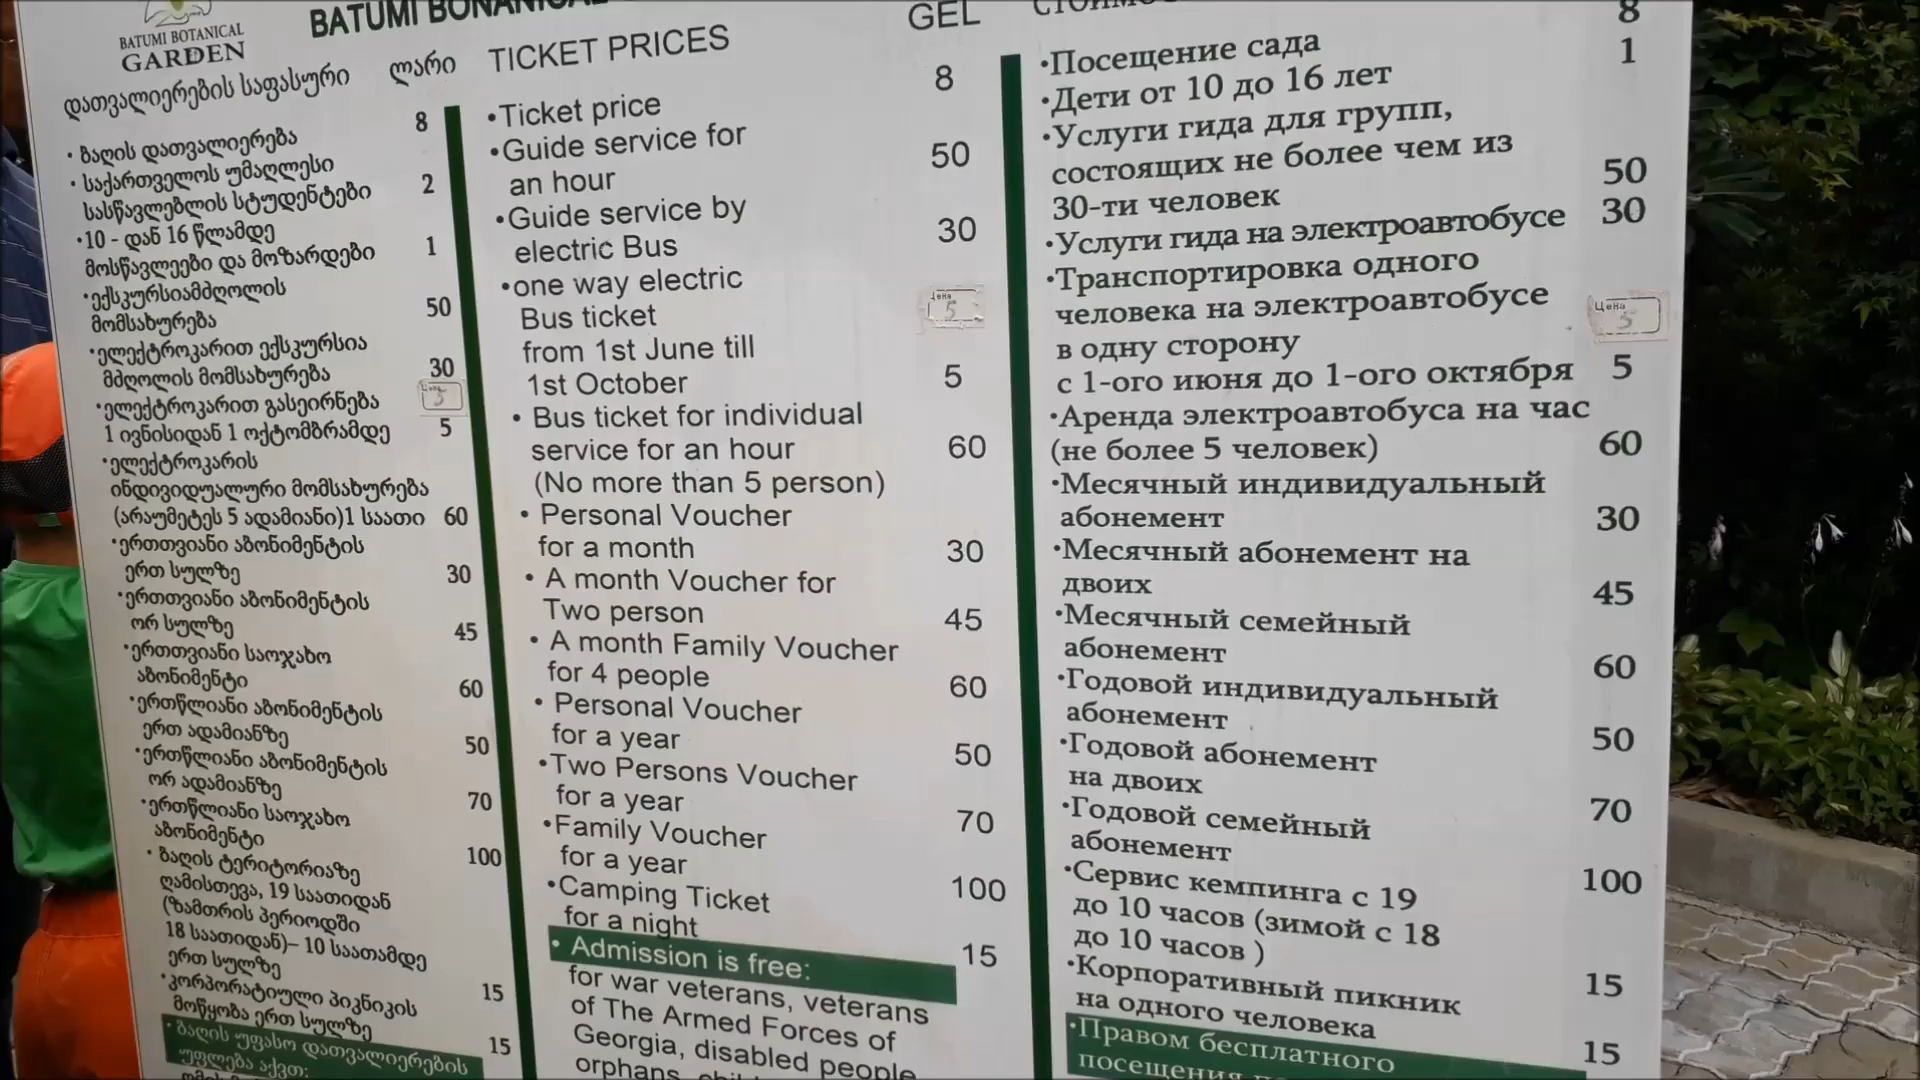 BATUMI BOTANICAL
GARDEN
BATUMI
დათვალიერების საფასური ლარი
• ბაღის დათვალიერება 8
• საქართველოს უმაღლესი
სასწავლებლის სტუდენტები 2
•10 - დან 16 წლამდე
მოსწავლეები და მოზარდები 1
•ექსკურსიამძღოლის
მომსახურება 50
•ელექტროკარით ექსკურსია
მძღოლის მომსახურება 30
•ელექტროკარით გასეირნება 5
1 ივნისიდან 1 ოქტომბრამდე 5
•ელექტროკარის
ინდივიდუალური მომსახურება
(არაუმეტეს 5 ადამიანი)1 საათი 60
•ერთთვიანი აბონიმენტის
ერთ სულზე 30
•ერთთვიანი აბონიმენტის
ორ სულზე 45
•ერთთვიანი საოჯახო
აბონიმენტი 60
•ერთწლიანი აბონიმენტის
ერთ ადამიანზე 50
•ერთწლიანი აბონიმენტის
ორ ადამიანზე 70
•ერთწლიანი საოჯახო
აბონიმენტი 100
• ბაღის ტერიტორიაზე
ღამისთევა, 19 საათიდან
(ზამთრის პერიოდში
18 საათიდან)– 10 საათამდე
ერთ სულზე 15
•კორპორატიული პიკნიკის
მოწყობა ერთ სულზე 15
• ბაღის უფასო დათვალიერების
უფლება აქვთ:
TICKET PRICES GEL
•Ticket price 8
•Guide service for
an hour 50
•Guide service by
electric Bus 30
•one way electric
Bus ticket Цена 5
from 1st June till
1st October 5
• Bus ticket for individual
service for an hour 60
(No more than 5 person)
• Personal Voucher
for a month 30
• A month Voucher for
Two person 45
• A month Family Voucher
for 4 people 60
• Personal Voucher
for a year 50
•Two Persons Voucher
for a year 70
•Family Voucher
for a year 100
•Camping Ticket
for a night 15
• Admission is free:
for war veterans, veterans
of The Armed Forces of
Georgia, disabled people
orphans,
•Посещение сада 8
•Дети от 10 до 16 лет 1
•Услуги гида для групп,
состоящих не более чем из
30-ти человек 50
•Услуги гида на электроавтобусе 30
•Транспортировка одного
человека на электроавтобусе Цена 5
в одну сторону
с 1-ого июня до 1-ого октября 5
•Аренда электроавтобуса на час
(не более 5 человек) 60
•Месячный индивидуальный
абонемент 30
•Месячный абонемент на
двоих 45
•Месячный семейный
абонемент 60
•Годовой индивидуальный
абонемент 50
•Годовой абонемент
на двоих 70
•Годовой семейный
абонемент 100
•Сервис кемпинга с 19
до 10 часов (зимой с 18
до 10 часов ) 15
•Корпоративный пикник
на одного человека 15
•Правом бесплатного
посещения